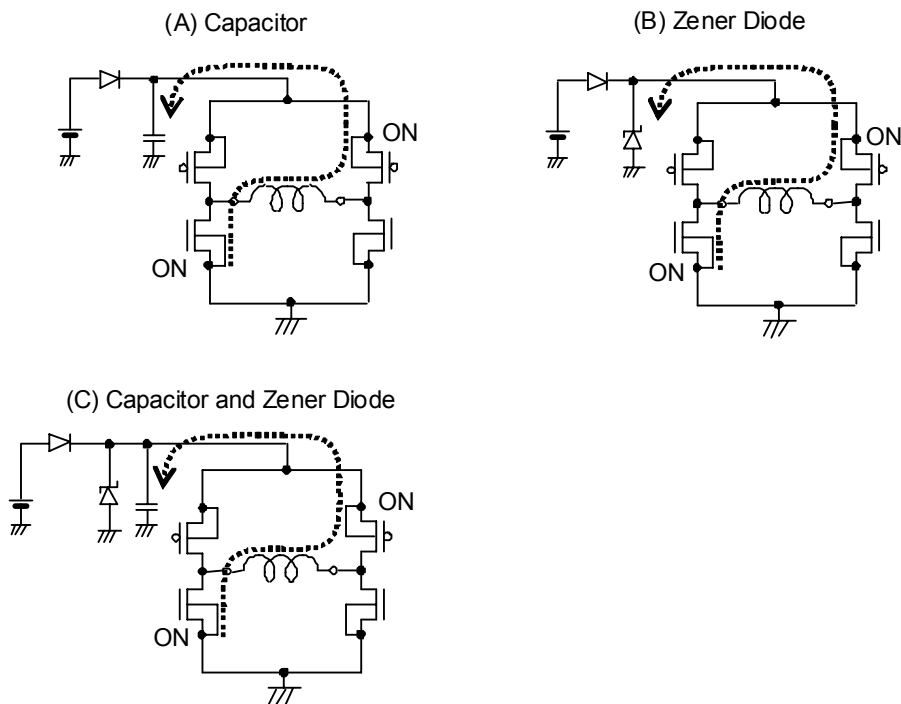 (A) Capacitor
(B) Zener Diode
ON
ON
ON
ON
(C) Capacitor and Zener Diode
ON
ON